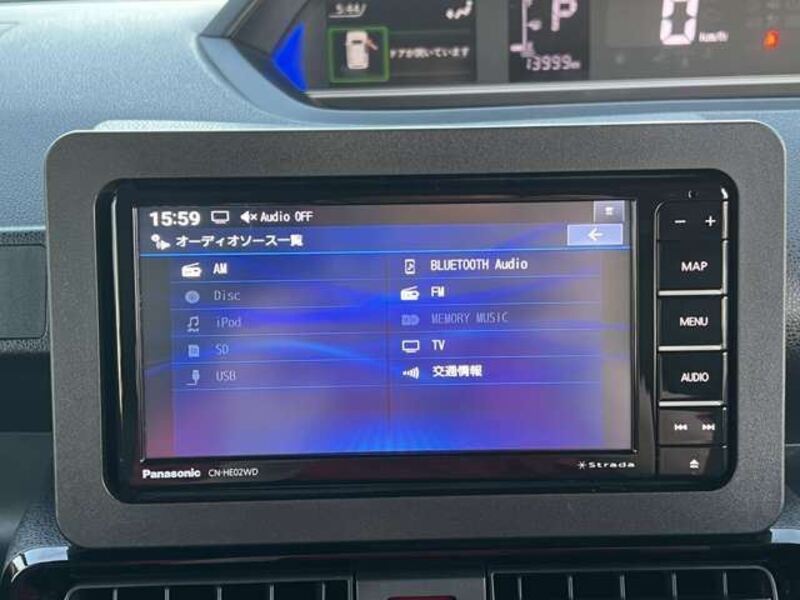 5:44
P
0 km/h
ドアが開いています
13999km
15:59 Audio OFF
オーディオソース一覧
AM
Disc
iPod
SD
USB
BLUETOOTH Audio
FM
MEMORY MUSIC
TV
交通情報
- +
MAP
MENU
AUDIO
Panasonic CN-HE02WD
Strada